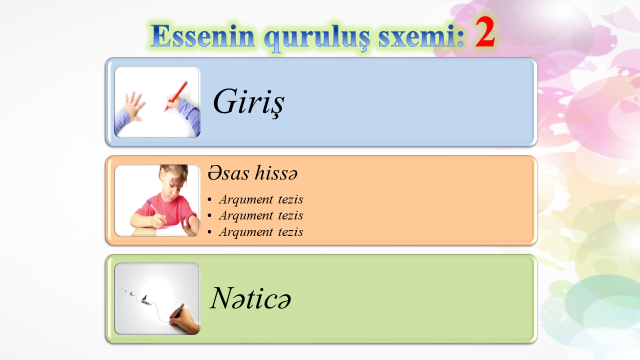 Essenin quruluş sxemi: 2
Giriş
Əsas hissə
• Arqument tezis
• Arqument tezis
• Arqument tezis
Nəticə